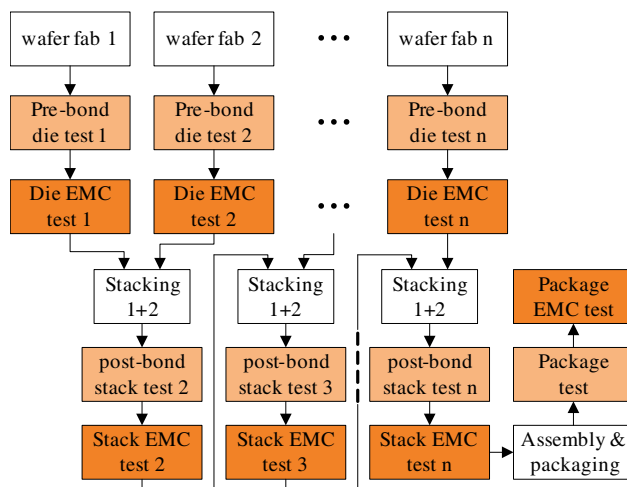 wafer fab 1
wafer fab 2
•••
wafer fab n
Pre-bond
die test 1
Pre-bond
die test 2
•••
Pre-bond
die test n
Die EMC
test 1
Die EMC
test 2
•••
Die EMC
test n
Stacking
1+2
Stacking
1+2
Stacking
1+2
Package
EMC test
post-bond
stack test 2
post-bond
stack test 3
post-bond
stack test n
Package
test
Stack EMC
test 2
Stack EMC
test 3
Stack EMC
test n
Assembly &
packaging